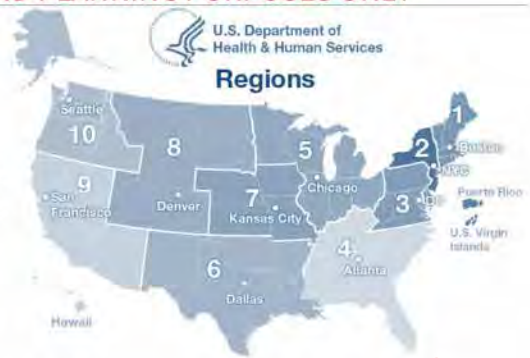 U.S. Department of
Health & Human Services
Regions
1
Seattle
10
8
5
2
Boston
NYC
9
San
Francisco
7
Chicago
3
DC
Puerto Rico
Denver
Kansas City
U.S. Virgin
Islands
4
Atlanta
6
Dallas
Hawaii